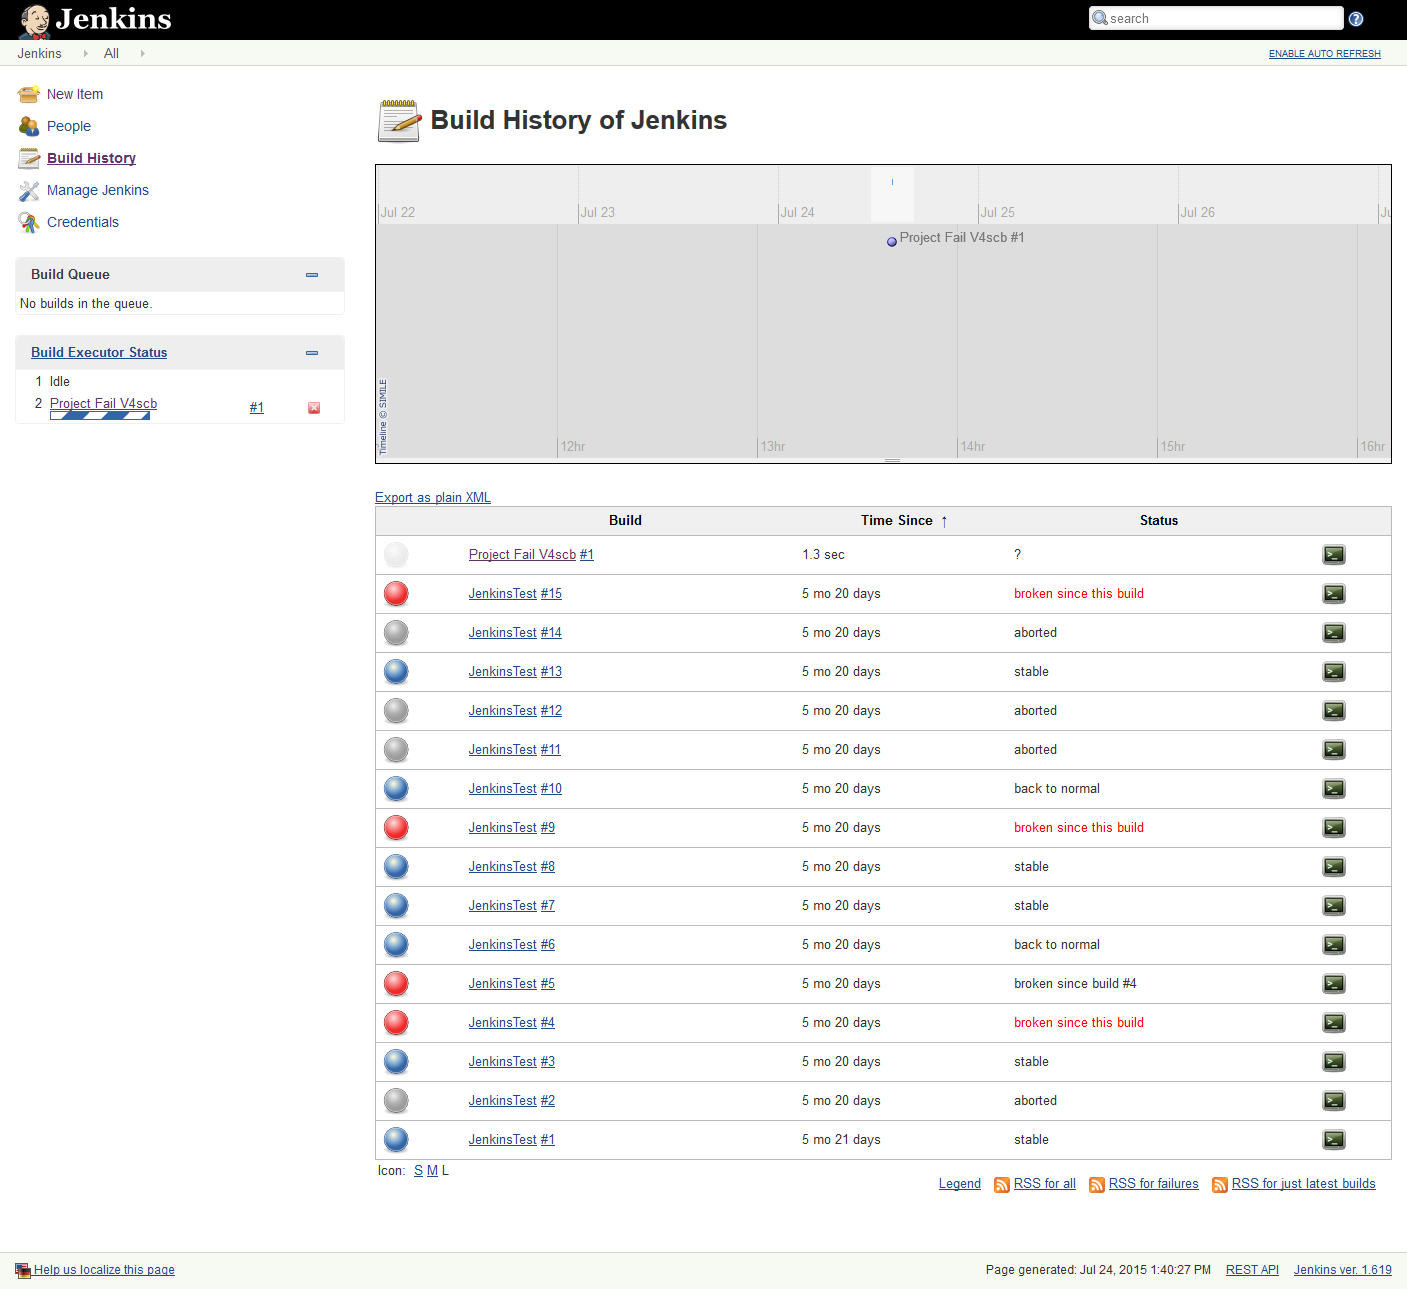 Jenkins
search
Jenkins All
ENABLE AUTO REFRESH
New Item
People
Build History
Manage Jenkins
Credentials
Build Queue
No builds in the queue.
Build Executor Status
1 Idle
2 Project Fail V4scb #1
Build History of Jenkins
Jul 22 Jul 23 Jul 24 Jul 25 Jul 26
Project Fail V4scb #1
Timeline © SIMILE
12hr 13hr 14hr 15hr 16hr
Export as plain XML
Build Time Since ↑ Status
Project Fail V4scb #1 1.3 sec ?
JenkinsTest #15 5 mo 20 days broken since this build
JenkinsTest #14 5 mo 20 days aborted
JenkinsTest #13 5 mo 20 days stable
JenkinsTest #12 5 mo 20 days aborted
JenkinsTest #11 5 mo 20 days aborted
JenkinsTest #10 5 mo 20 days back to normal
JenkinsTest #9 5 mo 20 days broken since this build
JenkinsTest #8 5 mo 20 days stable
JenkinsTest #7 5 mo 20 days stable
JenkinsTest #6 5 mo 20 days back to normal
JenkinsTest #5 5 mo 20 days broken since build #4
JenkinsTest #4 5 mo 20 days broken since this build
JenkinsTest #3 5 mo 20 days stable
JenkinsTest #2 5 mo 20 days aborted
JenkinsTest #1 5 mo 21 days stable
Icon: S M L
Legend RSS for all RSS for failures RSS for just latest builds
Help us localize this page
Page generated: Jul 24, 2015 1:40:27 PM REST API Jenkins ver. 1.619